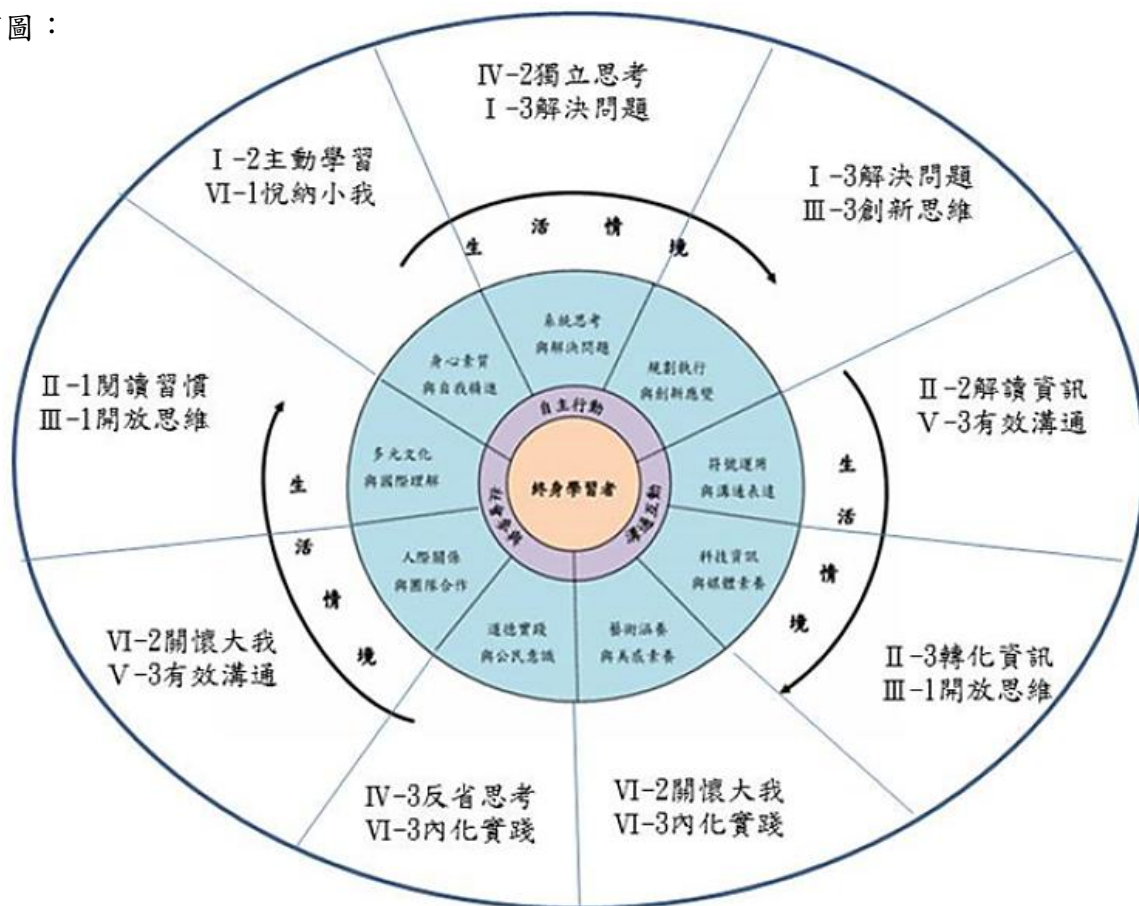 圖：
IV-2獨立思考
I-3解決問題
I-2主動學習
VI-1悅納小我
I-3解決問題
III-3創新思維
生活情境
系統思考
與解決問題
身心素質
與自我精進
規劃執行
與創新應變
II-1閱讀習慣
III-1開放思維
II-2解讀資訊
V-3有效溝通
自主行動
多元文化
與國際理解
終身學習者
符號運用
與溝通表達
生活情境
社會參與
溝通互動
生活情境
人際關係
與團隊合作
科技資訊
與媒體素養
道德實踐
與公民意識
藝術涵養
與美感素養
VI-2關懷大我
V-3有效溝通
II-3轉化資訊
III-1開放思維
IV-3反省思考
VI-3內化實踐
VI-2關懷大我
VI-3內化實踐